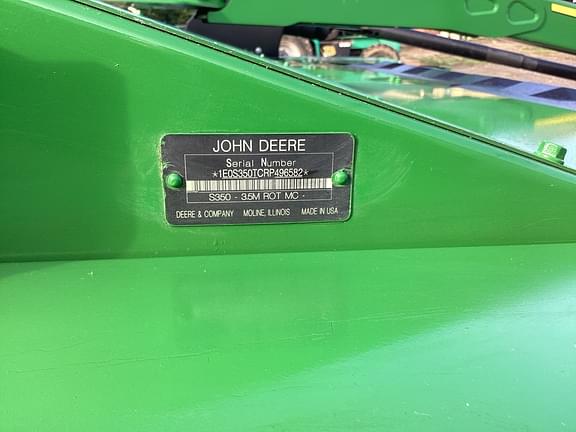 JOHN DEERE
Serial Number
*1E0S350TCRP496582*
S350 - 3.5M ROT MC -
DEERE & COMPANY MOLINE, ILLINOIS MADE IN USA